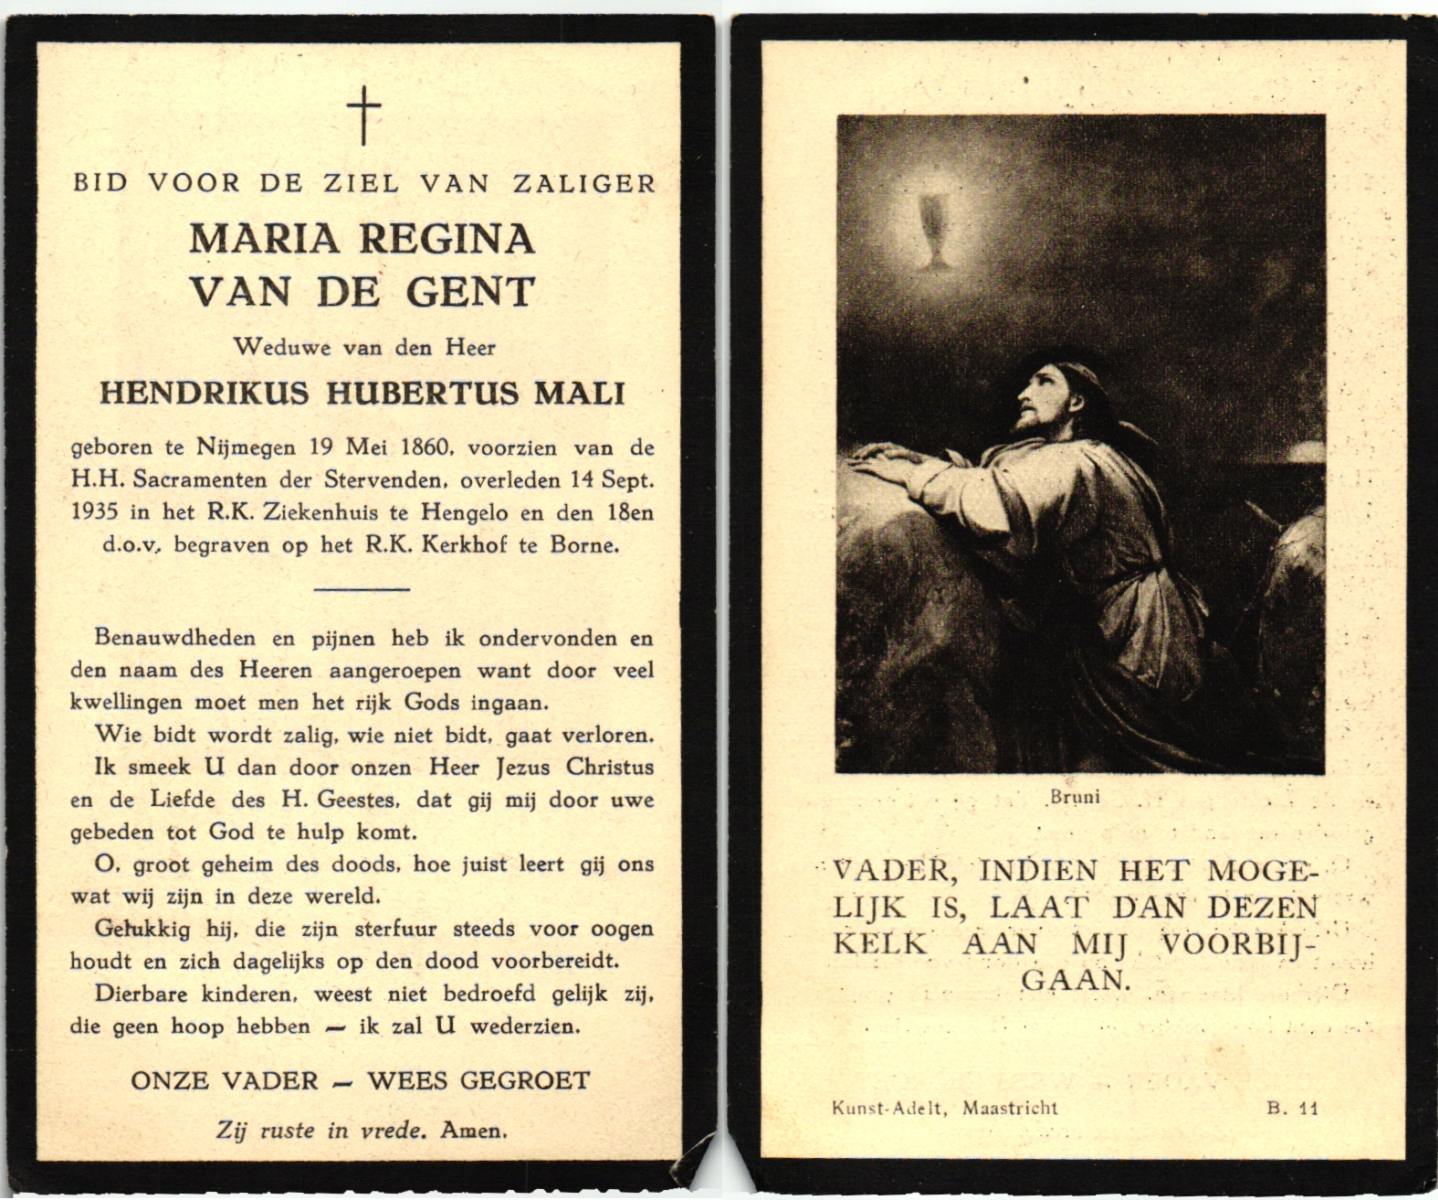 BID VOOR DE ZIEL VAN ZALIGER
MARIA REGINA
VAN DE GENT
Weduwe van den Heer
HENDRIKUS HUBERTUS MALI
geboren te Nijmegen 19 Mei 1860, voorzien van de
H.H. Sacramenten der Stervenden, overleden 14 Sept.
1935 in het R.K. Ziekenhuis te Hengelo en den 18en
d.o.v. begraven op het R.K. Kerkhof te Borne.
Benauwdheden en pijnen heb ik ondervonden en
den naam des Heeren aangeroepen want door veel
kwellingen moet men het rijk Gods ingaan.
Wie bidt wordt zalig, wie niet bidt, gaat verloren.
Ik smeek U dan door onzen Heer Jezus Christus
en de Liefde des H. Geestes, dat gij mij door uwe
gebeden tot God te hulp komt.
O, groot geheim des doods, hoe juist leert gij ons
wat wij zijn in deze wereld.
Gelukkig hij, die zijn sterfuur steeds voor oogen
houdt en zich dagelijks op den dood voorbereidt.
Dierbare kinderen, weest niet bedroefd gelijk zij,
die geen hoop hebben — ik zal U wederzien.
ONZE VADER — WEES GEGROET
Zij ruste in vrede. Amen.
Bruni
VADER, INDIEN HET MOGE-
LIJK IS, LAAT DAN DEZEN
KELK AAN MIJ VOORBIJ-
GAAN.
Kunst-Adelt, Maastricht B. 11